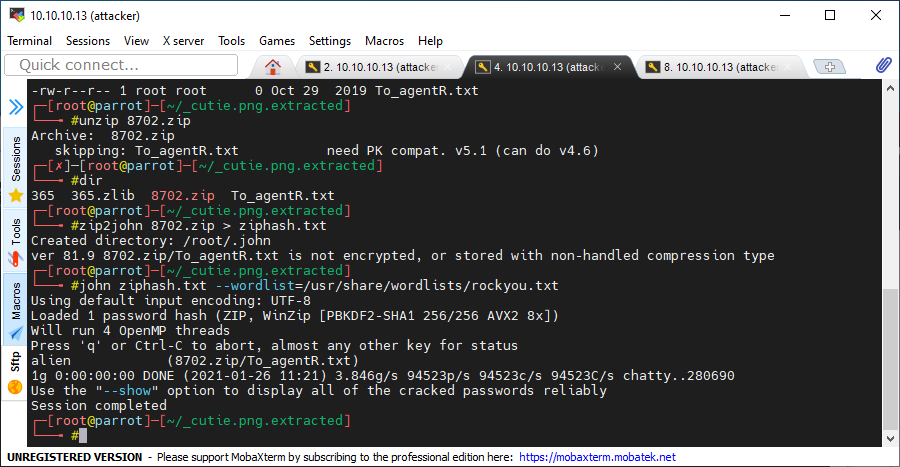 10.10.10.13 (attacker)
Terminal Sessions View X server Tools Games Settings Macros Help
Quick connect...
2. 10.10.10.13 (attacke
4. 10.10.10.13 (attacke
8. 10.10.10.13 (attacke
Sessions
Tools
Macros
Sftp
-rw-r--r-- 1 root root      0 Oct 29  2019 To_agentR.txt
┌─[root@parrot]─[~/_cutie.png.extracted]
└──╼ #unzip 8702.zip
Archive:  8702.zip
   skipping: To_agentR.txt           need PK compat. v5.1 (can do v4.6)
┌─[✗]─[root@parrot]─[~/_cutie.png.extracted]
└──╼ #dir
365  365.zlib  8702.zip  To_agentR.txt
┌─[root@parrot]─[~/_cutie.png.extracted]
└──╼ #zip2john 8702.zip > ziphash.txt
Created directory: /root/.john
ver 81.9 8702.zip/To_agentR.txt is not encrypted, or stored with non-handled compression type
┌─[root@parrot]─[~/_cutie.png.extracted]
└──╼ #john ziphash.txt --wordlist=/usr/share/wordlists/rockyou.txt
Using default input encoding: UTF-8
Loaded 1 password hash (ZIP, WinZip [PBKDF2-SHA1 256/256 AVX2 8x])
Will run 4 OpenMP threads
Press 'q' or Ctrl-C to abort, almost any other key for status
alien            (8702.zip/To_agentR.txt)
1g 0:00:00:00 DONE (2021-01-26 11:21) 3.846g/s 94523p/s 94523c/s 94523C/s chatty..280690
Use the "--show" option to display all of the cracked passwords reliably
Session completed
┌─[root@parrot]─[~/_cutie.png.extracted]
└──╼ #
UNREGISTERED VERSION - Please support MobaXterm by subscribing to the professional edition here: https://mobaxterm.mobatek.net